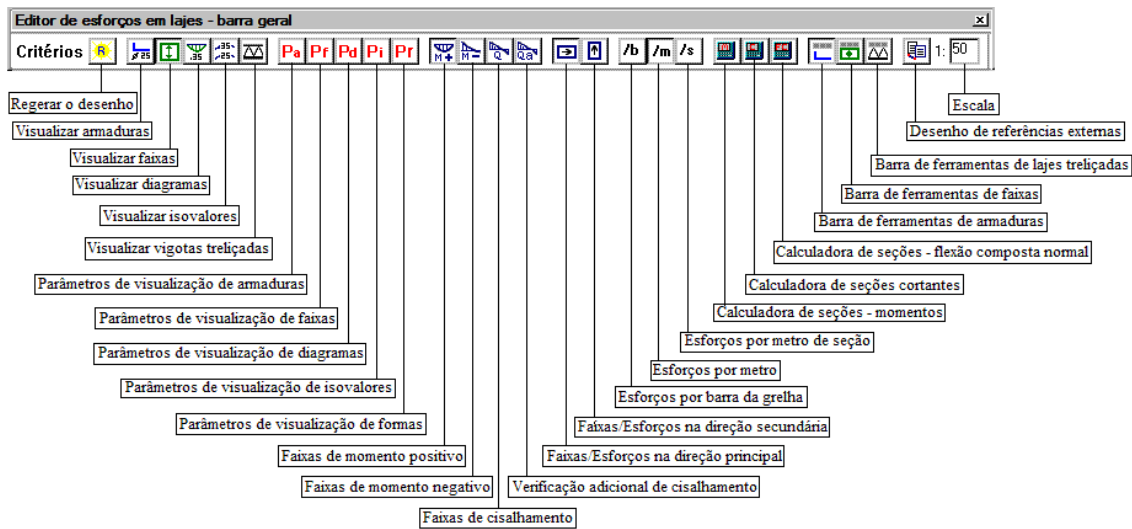 Editor de esforços em lajes - barra geral
Critérios R ø25 .35 .35 .25 Pa Pf Pd Pi Pr M+ M- Q Qa /b /m /s 1: 50
Regerar o desenho
Escala
Visualizar armaduras
Desenho de referências externas
Visualizar faixas
Barra de ferramentas de lajes treliçadas
Visualizar diagramas
Barra de ferramentas de faixas
Visualizar isovalores
Barra de ferramentas de armaduras
Visualizar vigotas treliçadas
Calculadora de seções - flexão composta normal
Parâmetros de visualização de armaduras
Calculadora de seções cortantes
Calculadora de seções - momentos
Parâmetros de visualização de faixas
Esforços por metro de seção
Parâmetros de visualização de diagramas
Esforços por metro
Parâmetros de visualização de isovalores
Esforços por barra da grelha
Parâmetros de visualização de formas
Faixas/Esforços na direção secundária
Faixas de momento positivo
Faixas/Esforços na direção principal
Faixas de momento negativo
Verificação adicional de cisalhamento
Faixas de cisalhamento